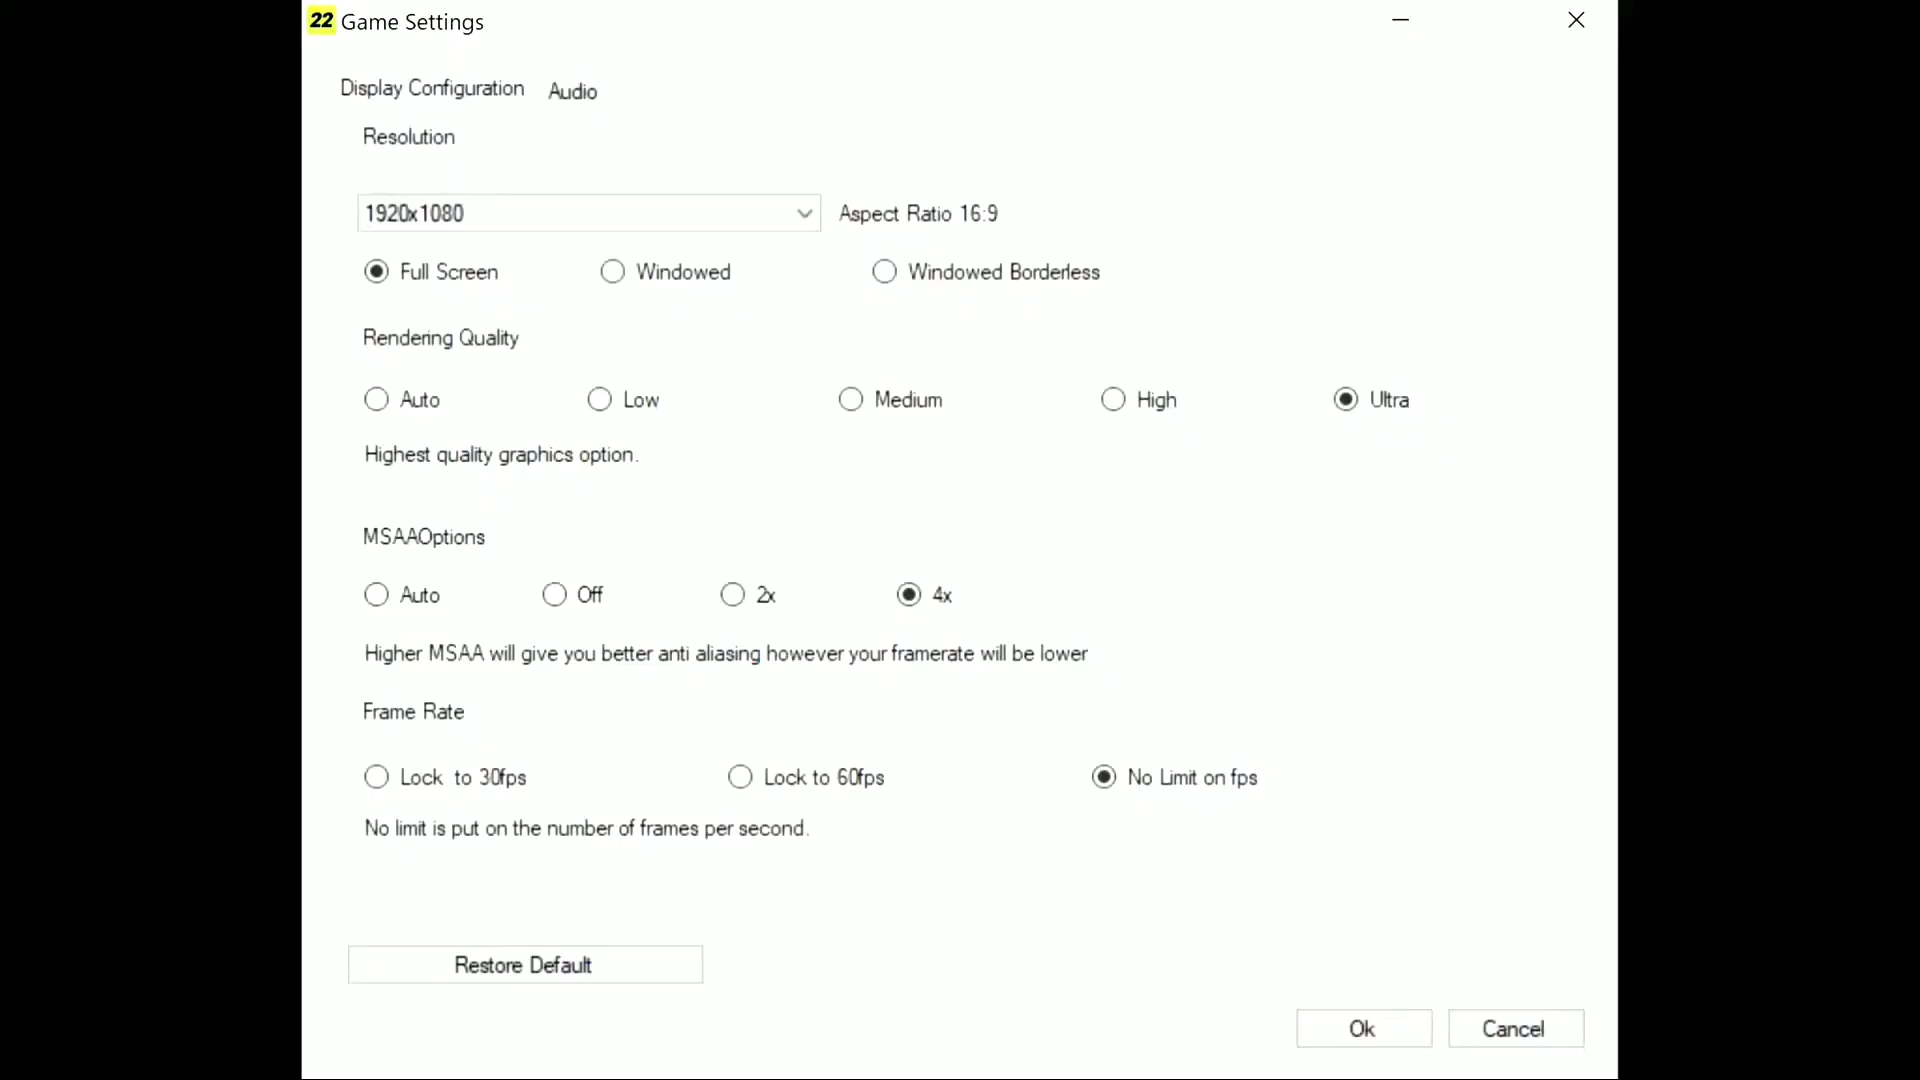 22 Game Settings
Display Configuration Audio
Resolution
1920x1080 Aspect Ratio 16:9
Full Screen Windowed Windowed Borderless
Rendering Quality
Auto Low Medium High Ultra
Highest quality graphics option.
MSAAOptions
Auto Off 2x 4x
Higher MSAA will give you better anti aliasing however your framerate will be lower
Frame Rate
Lock to 30fps Lock to 60fps No Limit on fps
No limit is put on the number of frames per second.
Restore Default
Ok Cancel